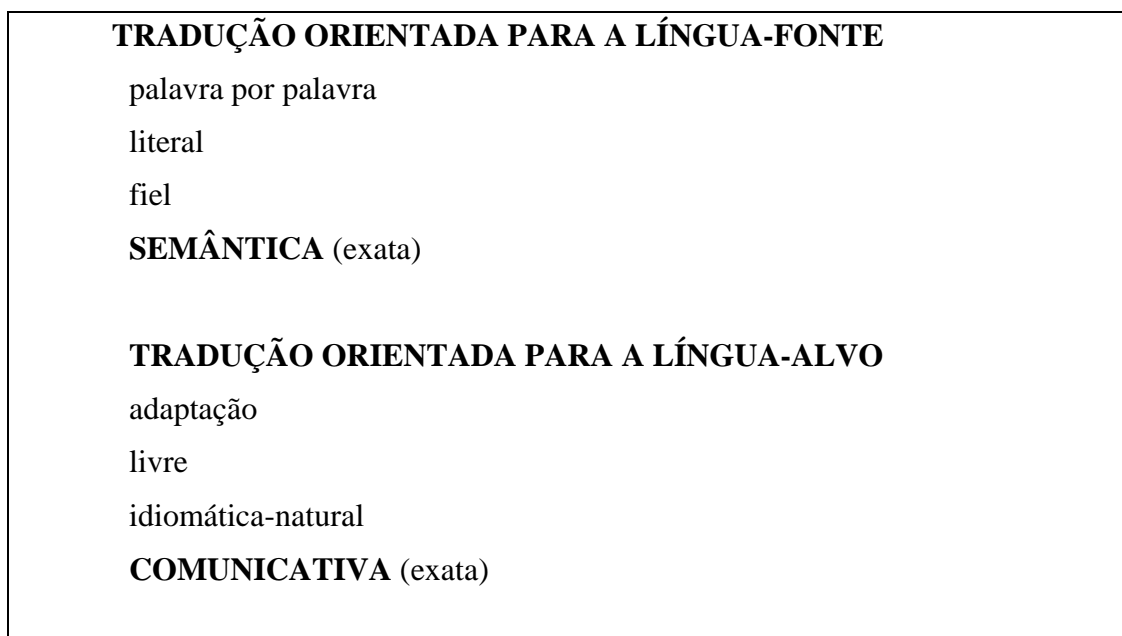 TRADUÇÃO ORIENTADA PARA A LÍNGUA-FONTE
palavra por palavra
literal
fiel
SEMÂNTICA (exata)
TRADUÇÃO ORIENTADA PARA A LÍNGUA-ALVO
adaptação
livre
idiomática-natural
COMUNICATIVA (exata)